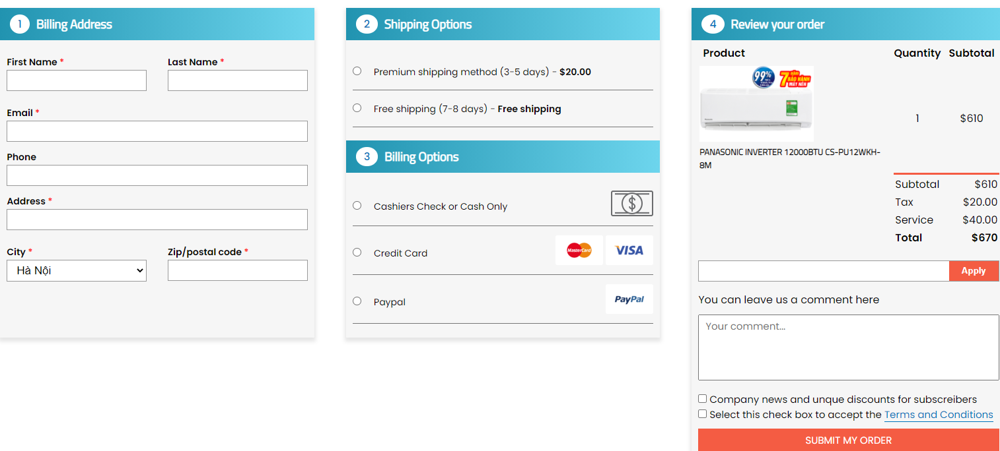 1 Billing Address
First Name *
Last Name *
Email *
Phone
Address *
City *
Zip/postal code *
Hà Nội
2 Shipping Options
Premium shipping method (3-5 days) - $20.00
Free shipping (7-8 days) - Free shipping
3 Billing Options
Cashiers Check or Cash Only
$
Credit Card
MasterCard
VISA
Paypal
PayPal
4 Review your order
Product Quantity Subtotal
99%
7 năm
BẢO HÀNH
MÁY NÉN
Panasonic
1 $610
PANASONIC INVERTER 12000BTU CS-PU12WKH-
8M
Subtotal $610
Tax $20.00
Service $40.00
Total $670
Apply
You can leave us a comment here
Your comment...
Company news and unque discounts for subscreibers
Select this check box to accept the Terms and Conditions
SUBMIT MY ORDER